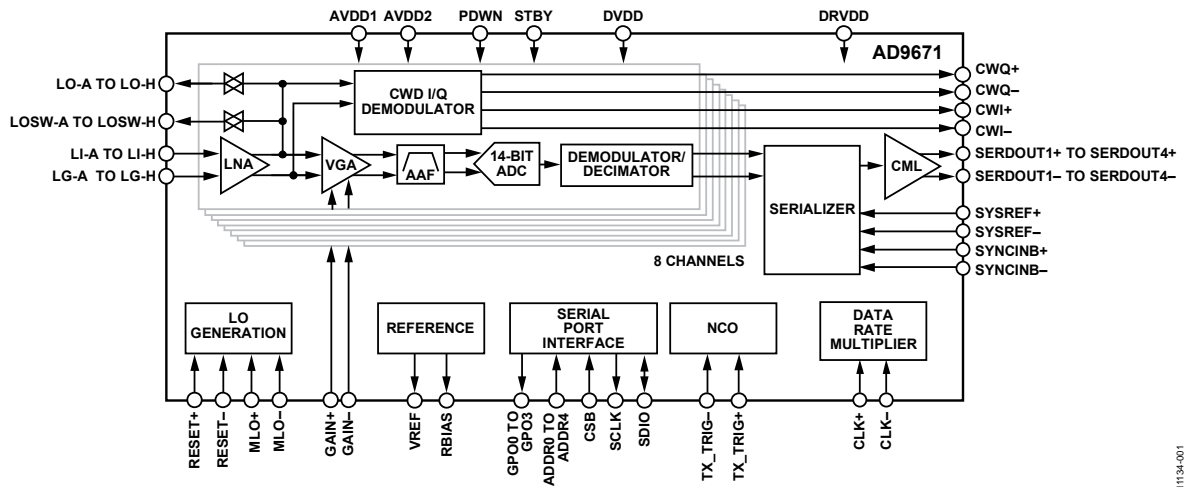 AVDD1 AVDD2 PDWN STBY DVDD DRVDD
AD9671
LO-A TO LO-H
LOSW-A TO LOSW-H
LI-A TO LI-H
LG-A TO LG-H
CWD I/Q
DEMODULATOR
LNA
VGA
AAF
14-BIT
ADC
DEMODULATOR/
DECIMATOR
SERIALIZER
CML
8 CHANNELS
CWQ+
CWQ–
CWI+
CWI–
SERDOUT1+ TO SERDOUT4+
SERDOUT1– TO SERDOUT4–
SYSREF+
SYSREF–
SYNCINB+
SYNCINB–
LO
GENERATION
REFERENCE
SERIAL
PORT
INTERFACE
NCO
DATA
RATE
MULTIPLIER
RESET+
RESET–
MLO+
MLO–
GAIN+
GAIN–
VREF
RBIAS
GPO0 TO
GPO3
ADDR0 TO
ADDR4
CSB
SCLK
SDIO
TX_TRIG–
TX_TRIG+
CLK+
CLK–
11134-001